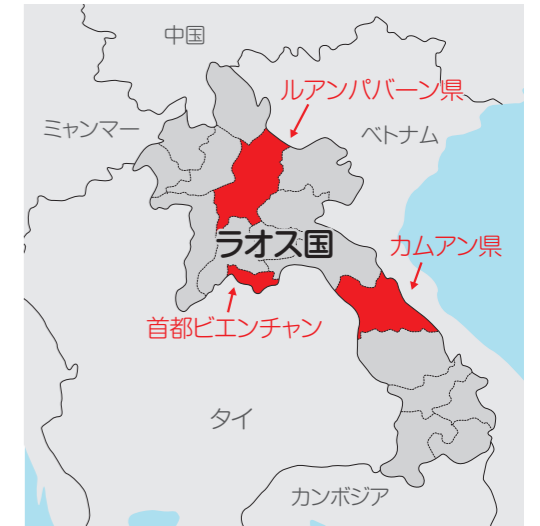 中国
ルアンパバーン県
ミャンマー
ベトナム
ラオス国
カムアン県
首都ビエンチャン
タイ
カンボジア